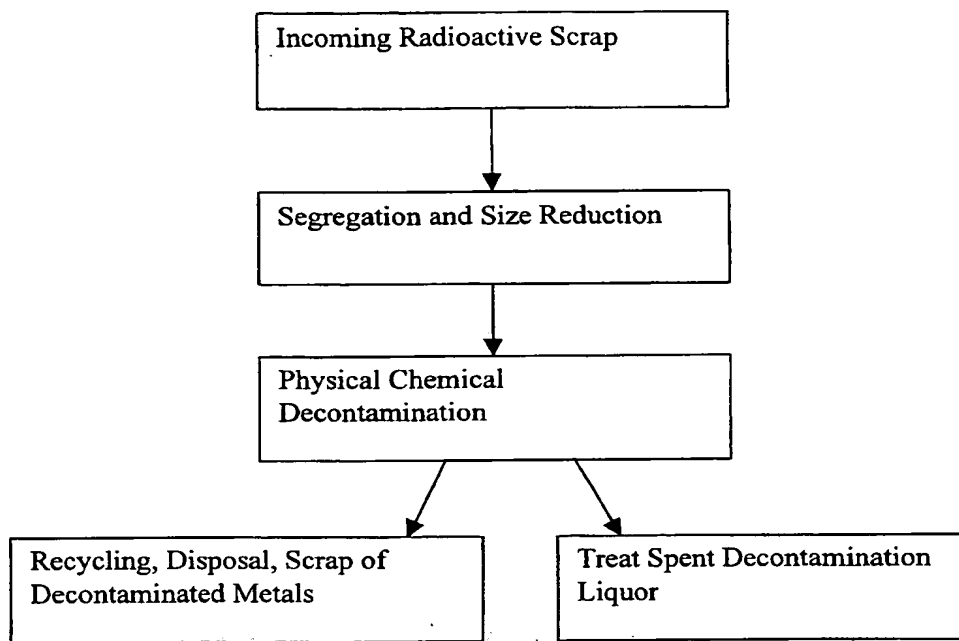 Incoming Radioactive Scrap
Segregation and Size Reduction
Physical Chemical
Decontamination
Recycling, Disposal, Scrap of
Decontaminated Metals
Treat Spent Decontamination
Liquor